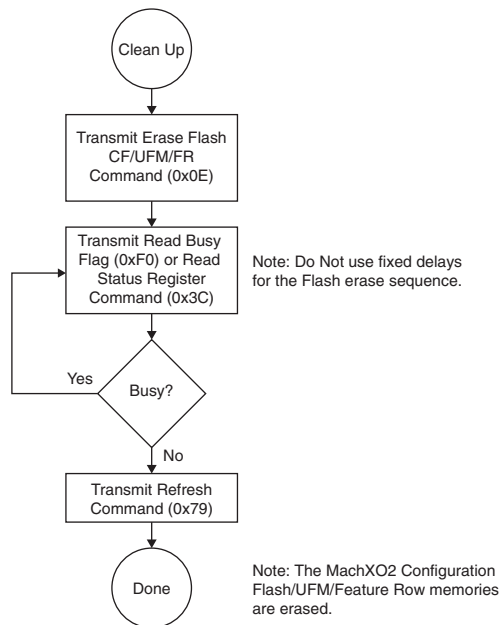 Clean Up
Transmit Erase Flash
CF/UFM/FR
Command (0x0E)
Transmit Read Busy
Flag (0xF0) or Read
Status Register
Command (0x3C)
Note: Do Not use fixed delays
for the Flash erase sequence.
Yes
Busy?
No
Transmit Refresh
Command (0x79)
Done
Note: The MachXO2 Configuration
Flash/UFM/Feature Row memories
are erased.